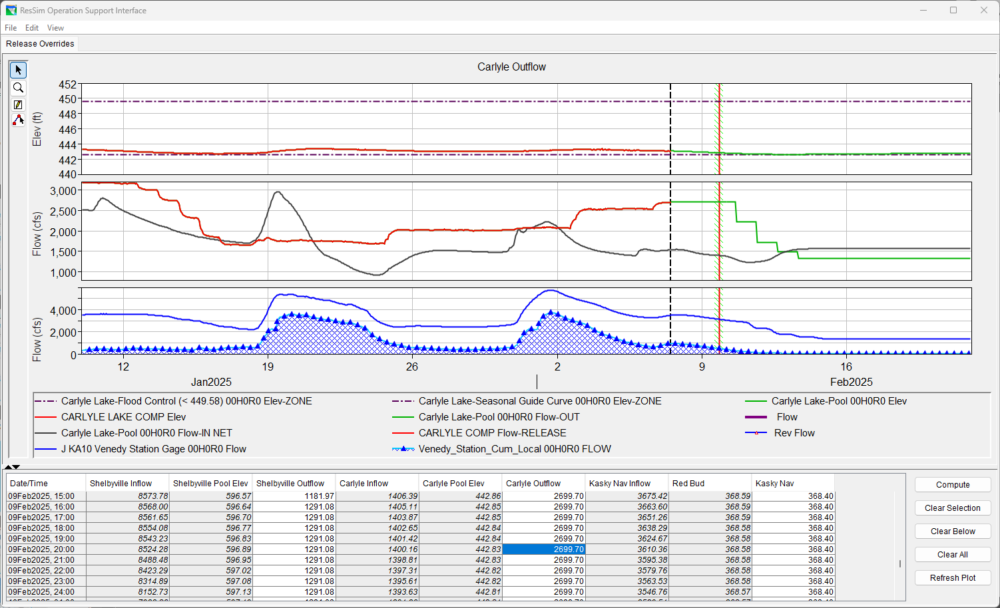 ResSim Operation Support Interface
File Edit View
Release Overrides
Carlyle Outflow
452
450
448
446
444
442
440
Elev (ft)
3,000
2,500
2,000
1,500
1,000
Flow (cfs)
4,000
2,000
0
Flow (cfs)
12 19 26 2 9 16
Jan2025 Feb2025
Carlyle Lake-Flood Control (< 449.58) 00H0R0 Elev-ZONE Carlyle Lake-Seasonal Guide Curve 00H0R0 Elev-ZONE Carlyle Lake-Pool 00H0R0 Elev
CARLYLE LAKE COMP Elev Carlyle Lake-Pool 00H0R0 Flow-OUT Flow
Carlyle Lake-Pool 00H0R0 Flow-IN NET CARLYLE COMP Flow-RELEASE Rev Flow
J KA10 Venedy Station Gage 00H0R0 Flow Venedy_Station_Cum_Local 00H0R0 FLOW
Date/Time Shelbyville Inflow Shelbyville Pool Elev Shelbyville Outflow Carlyle Inflow Carlyle Pool Elev Carlyle Outflow Kasky Nav Inflow Red Bud Kasky Nav
09Feb2025, 15:00 8573.78 596.57 1181.97 1406.39 442.86 2699.70 3675.42 368.59 368.40
09Feb2025, 16:00 8568.00 596.64 1291.08 1405.11 442.85 2699.70 3663.60 368.59 368.40
09Feb2025, 17:00 8561.65 596.70 1291.08 1403.87 442.85 2699.70 3651.26 368.59 368.40
09Feb2025, 18:00 8554.08 596.77 1291.08 1402.65 442.84 2699.70 3638.29 368.58 368.40
09Feb2025, 19:00 8543.23 596.83 1291.08 1401.42 442.84 2699.70 3624.67 368.58 368.40
09Feb2025, 20:00 8524.28 596.89 1291.08 1400.16 442.83 2699.70 3610.36 368.58 368.40
09Feb2025, 21:00 8488.48 596.95 1291.08 1398.81 442.83 2699.70 3595.38 368.58 368.40
09Feb2025, 22:00 8423.29 597.02 1291.08 1397.31 442.82 2699.70 3579.76 368.58 368.40
09Feb2025, 23:00 8314.89 597.08 1291.08 1395.61 442.82 2699.70 3563.53 368.58 368.40
09Feb2025, 24:00 8152.73 597.13 1291.08 1393.63 442.81 2699.70 3546.76 368.57 368.40
Compute
Clear Selection
Clear Below
Clear All
Refresh Plot